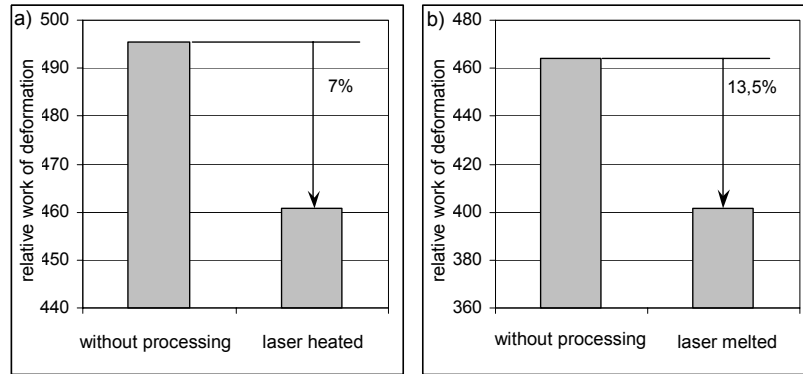 a)
relative work of deformation
500
490
480
470
460
450
440
7%
without processing
laser heated
b)
relative work of deformation
480
460
440
420
400
380
360
13,5%
without processing
laser melted